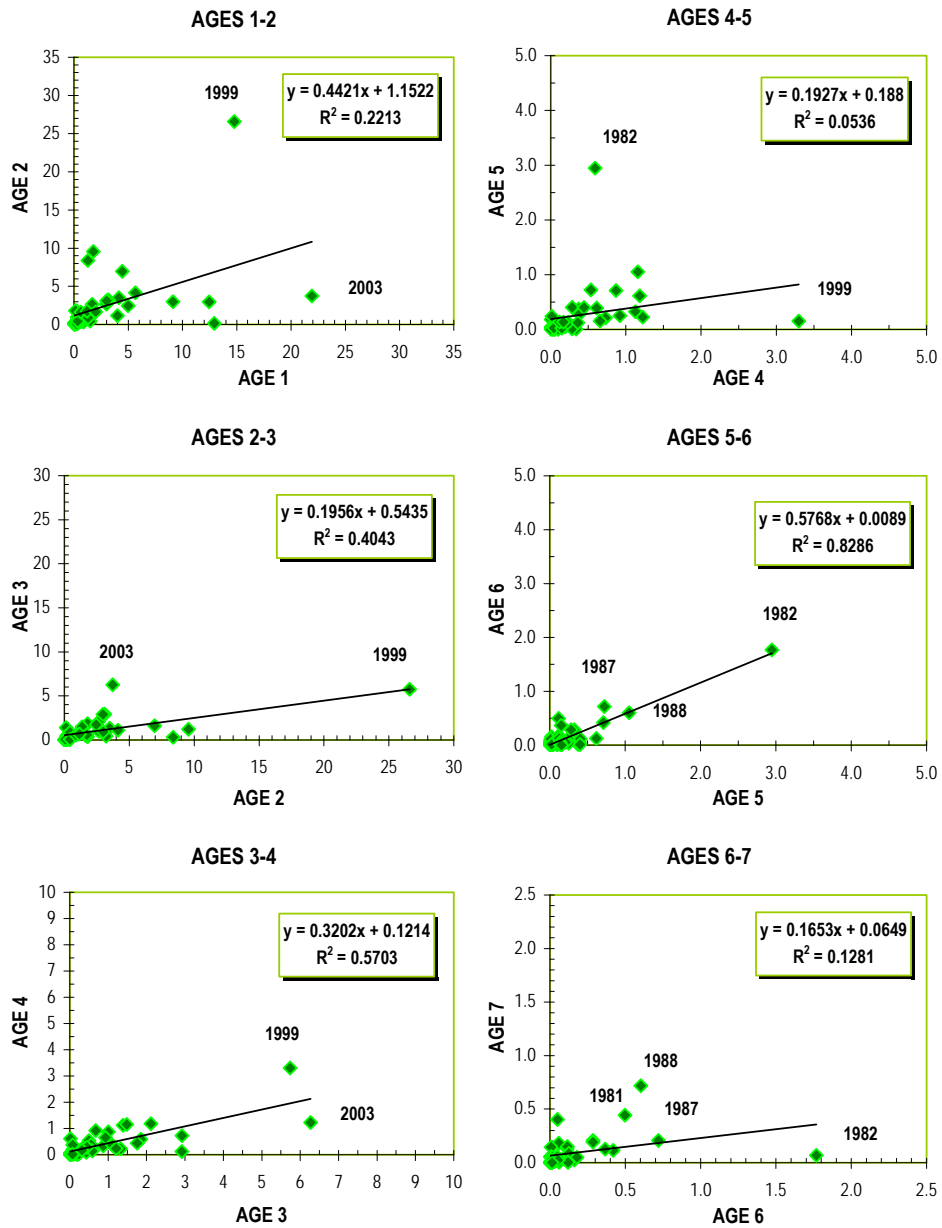 AGES 1-2
35
30
25
20
15
10
5
0
AGE 2
1999
y = 0.4421x + 1.1522
R² = 0.2213
2003
0 5 10 15 20 25 30 35
AGE 1
AGES 4-5
5.0
4.0
3.0
2.0
1.0
0.0
AGE 5
y = 0.1927x + 0.188
R² = 0.0536
1982
1999
0.0 1.0 2.0 3.0 4.0 5.0
AGE 4
AGES 2-3
30
25
20
15
10
5
0
AGE 3
y = 0.1956x + 0.5435
R² = 0.4043
2003
1999
0 5 10 15 20 25 30
AGE 2
AGES 5-6
5.0
4.0
3.0
2.0
1.0
0.0
AGE 6
y = 0.5768x + 0.0089
R² = 0.8286
1982
1987
1988
0.0 1.0 2.0 3.0 4.0 5.0
AGE 5
AGES 3-4
10
9
8
7
6
5
4
3
2
1
0
AGE 4
y = 0.3202x + 0.1214
R² = 0.5703
1999
2003
0 1 2 3 4 5 6 7 8 9 10
AGE 3
AGES 6-7
2.5
2.0
1.5
1.0
0.5
0.0
AGE 7
y = 0.1653x + 0.0649
R² = 0.1281
1988
1981
1987
1982
0.0 0.5 1.0 1.5 2.0 2.5
AGE 6